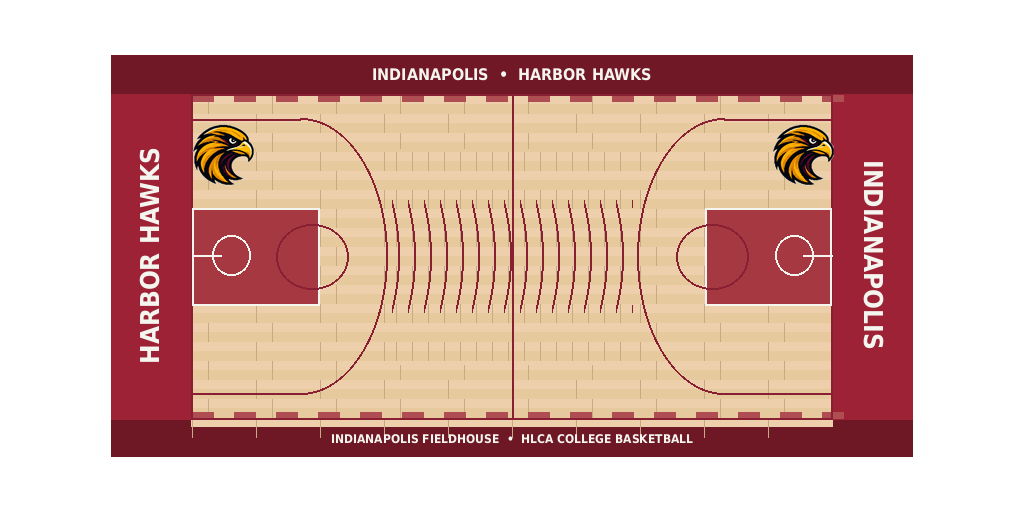 INDIANAPOLIS • HARBOR HAWKS
HARBOR HAWKS
INDIANAPOLIS
INDIANAPOLIS FIELDHOUSE • HLCA COLLEGE BASKETBALL